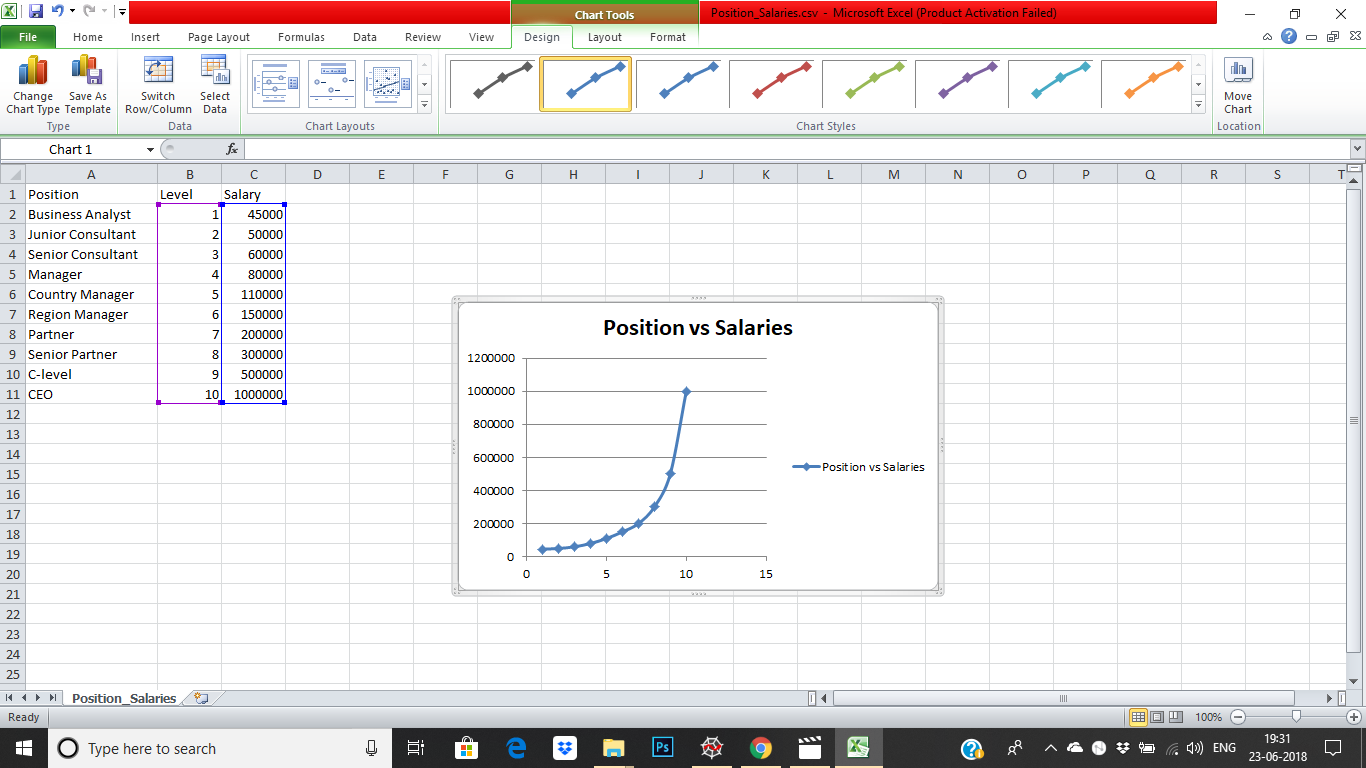 Chart Tools
Position_Salaries.csv - Microsoft Excel (Product Activation Failed)
File Home Insert Page Layout Formulas Data Review View Design Layout Format
Change Chart Type
Save As Template
Switch Row/Column
Select Data
Move Chart
Type Data Chart Layouts Chart Styles Location
Chart 1 fx
A B C D E F G H I J K L M N O P Q R S T
1 Position Level Salary
2 Business Analyst 1 45000
3 Junior Consultant 2 50000
4 Senior Consultant 3 60000
5 Manager 4 80000
6 Country Manager 5 110000
7 Region Manager 6 150000
8 Partner 7 200000
9 Senior Partner 8 300000
10 C-level 9 500000
11 CEO 10 1000000
12
13
14
15
16
17
18
19
20
21
22
23
24
25
Position vs Salaries
1200000
1000000
800000
600000
400000
200000
0
0 5 10 15
Position vs Salaries
Position_Salaries
Ready 100%
Type here to search
Ps
ENG
19:31
23-06-2018